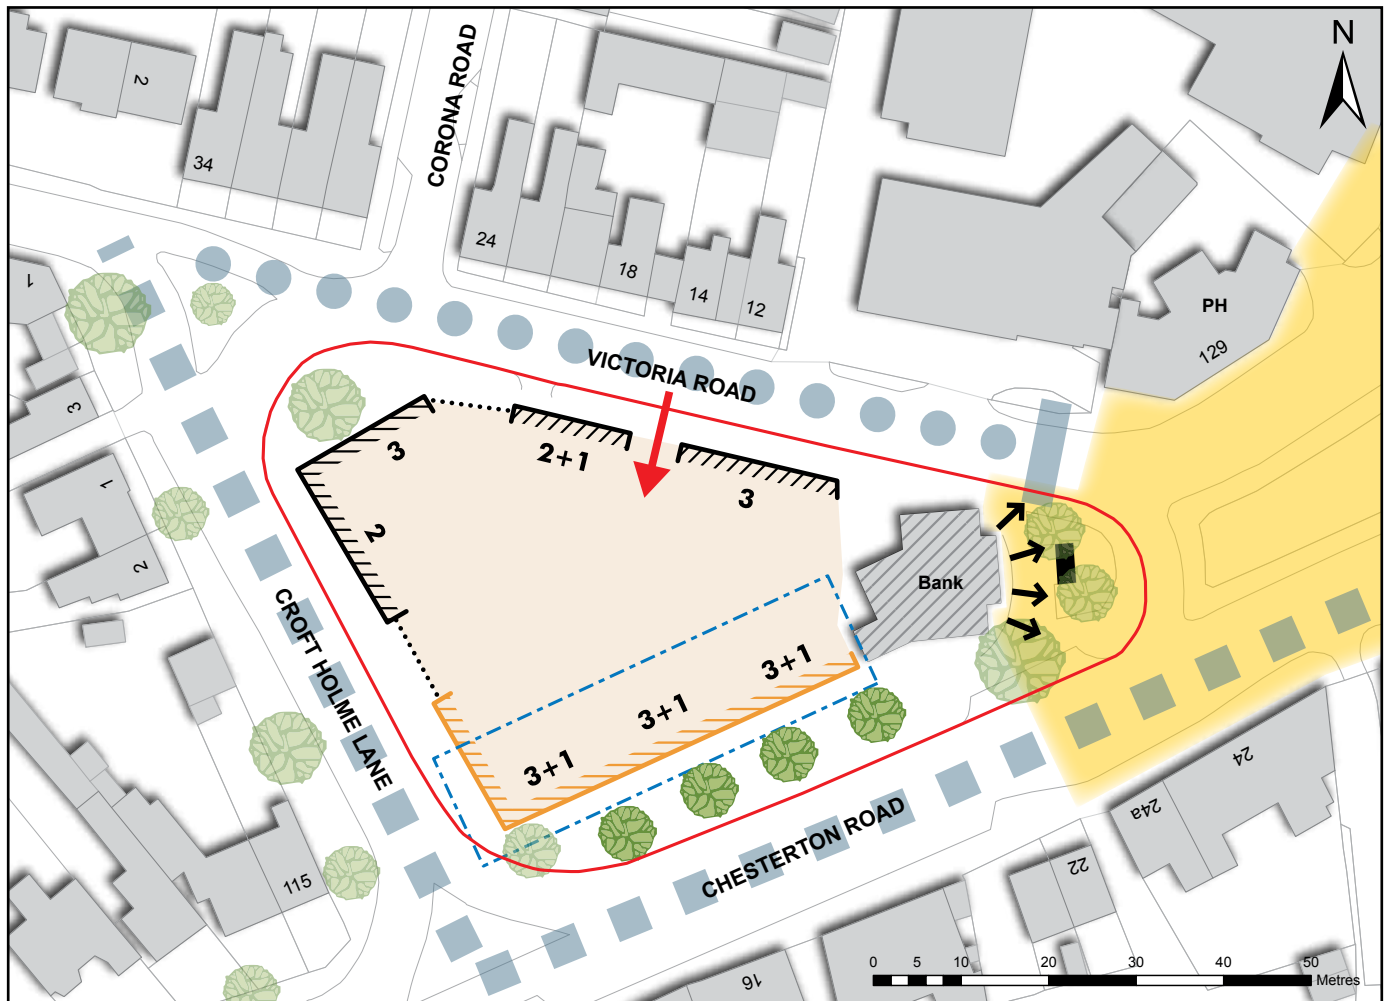 N
2
34
CORONA ROAD
24
18
14
12
PH
129
1
3
VICTORIA ROAD
3
2+1
3
2
1
2
Bank
CROFT HOLME LANE
3+1
3+1
3+1
CHESTERTON ROAD
24
24a
22
115
16
0 5 10 20 30 40 50
Metres